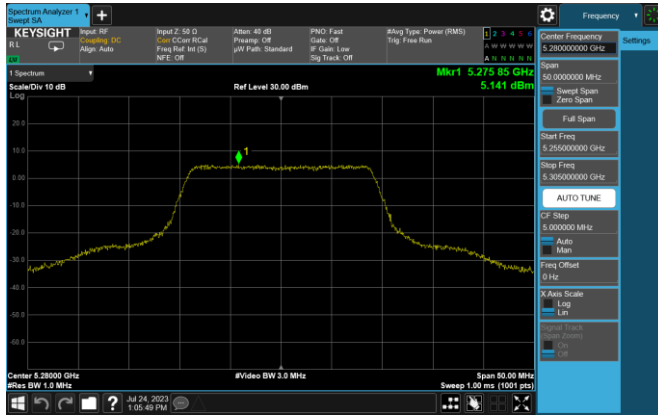 Spectrum Analyzer 1
Swept SA
+
Frequency
KEYSIGHT
R L
LXI
Input: RF
Coupling: DC
Align: Auto
Input Z: 50 Ω
Corr CCorr RCal
Freq Ref: Int (S)
NFE: Off
Atten: 40 dB
Preamp: Off
µW Path: Standard
PNO: Fast
Gate: Off
IF Gain: Low
Sig Track: Off
#Avg Type: Power (RMS)
Trig: Free Run
1 2 3 4 5 6
A W W W W W
A N N N N N
1 Spectrum
Scale/Div 10 dB
Log
Ref Level 30.00 dBm
Mkr1 5.275 85 GHz
5.141 dBm
20.0
10.0
1
0.00
-10.0
-20.0
-30.0
-40.0
-50.0
-60.0
Center 5.28000 GHz
#Res BW 1.0 MHz
#Video BW 3.0 MHz
Span 50.00 MHz
Sweep 1.00 ms (1001 pts)
?
Jul 24, 2023
1:05:49 PM
Center Frequency
5.280000000 GHz
Settings
Span
50.0000000 MHz
Swept Span
Zero Span
Full Span
Start Freq
5.255000000 GHz
Stop Freq
5.305000000 GHz
AUTO TUNE
CF Step
5.000000 MHz
Auto
Man
Freq Offset
0 Hz
X Axis Scale
Log
Lin
Signal Track
(Span Zoom)
On
Off